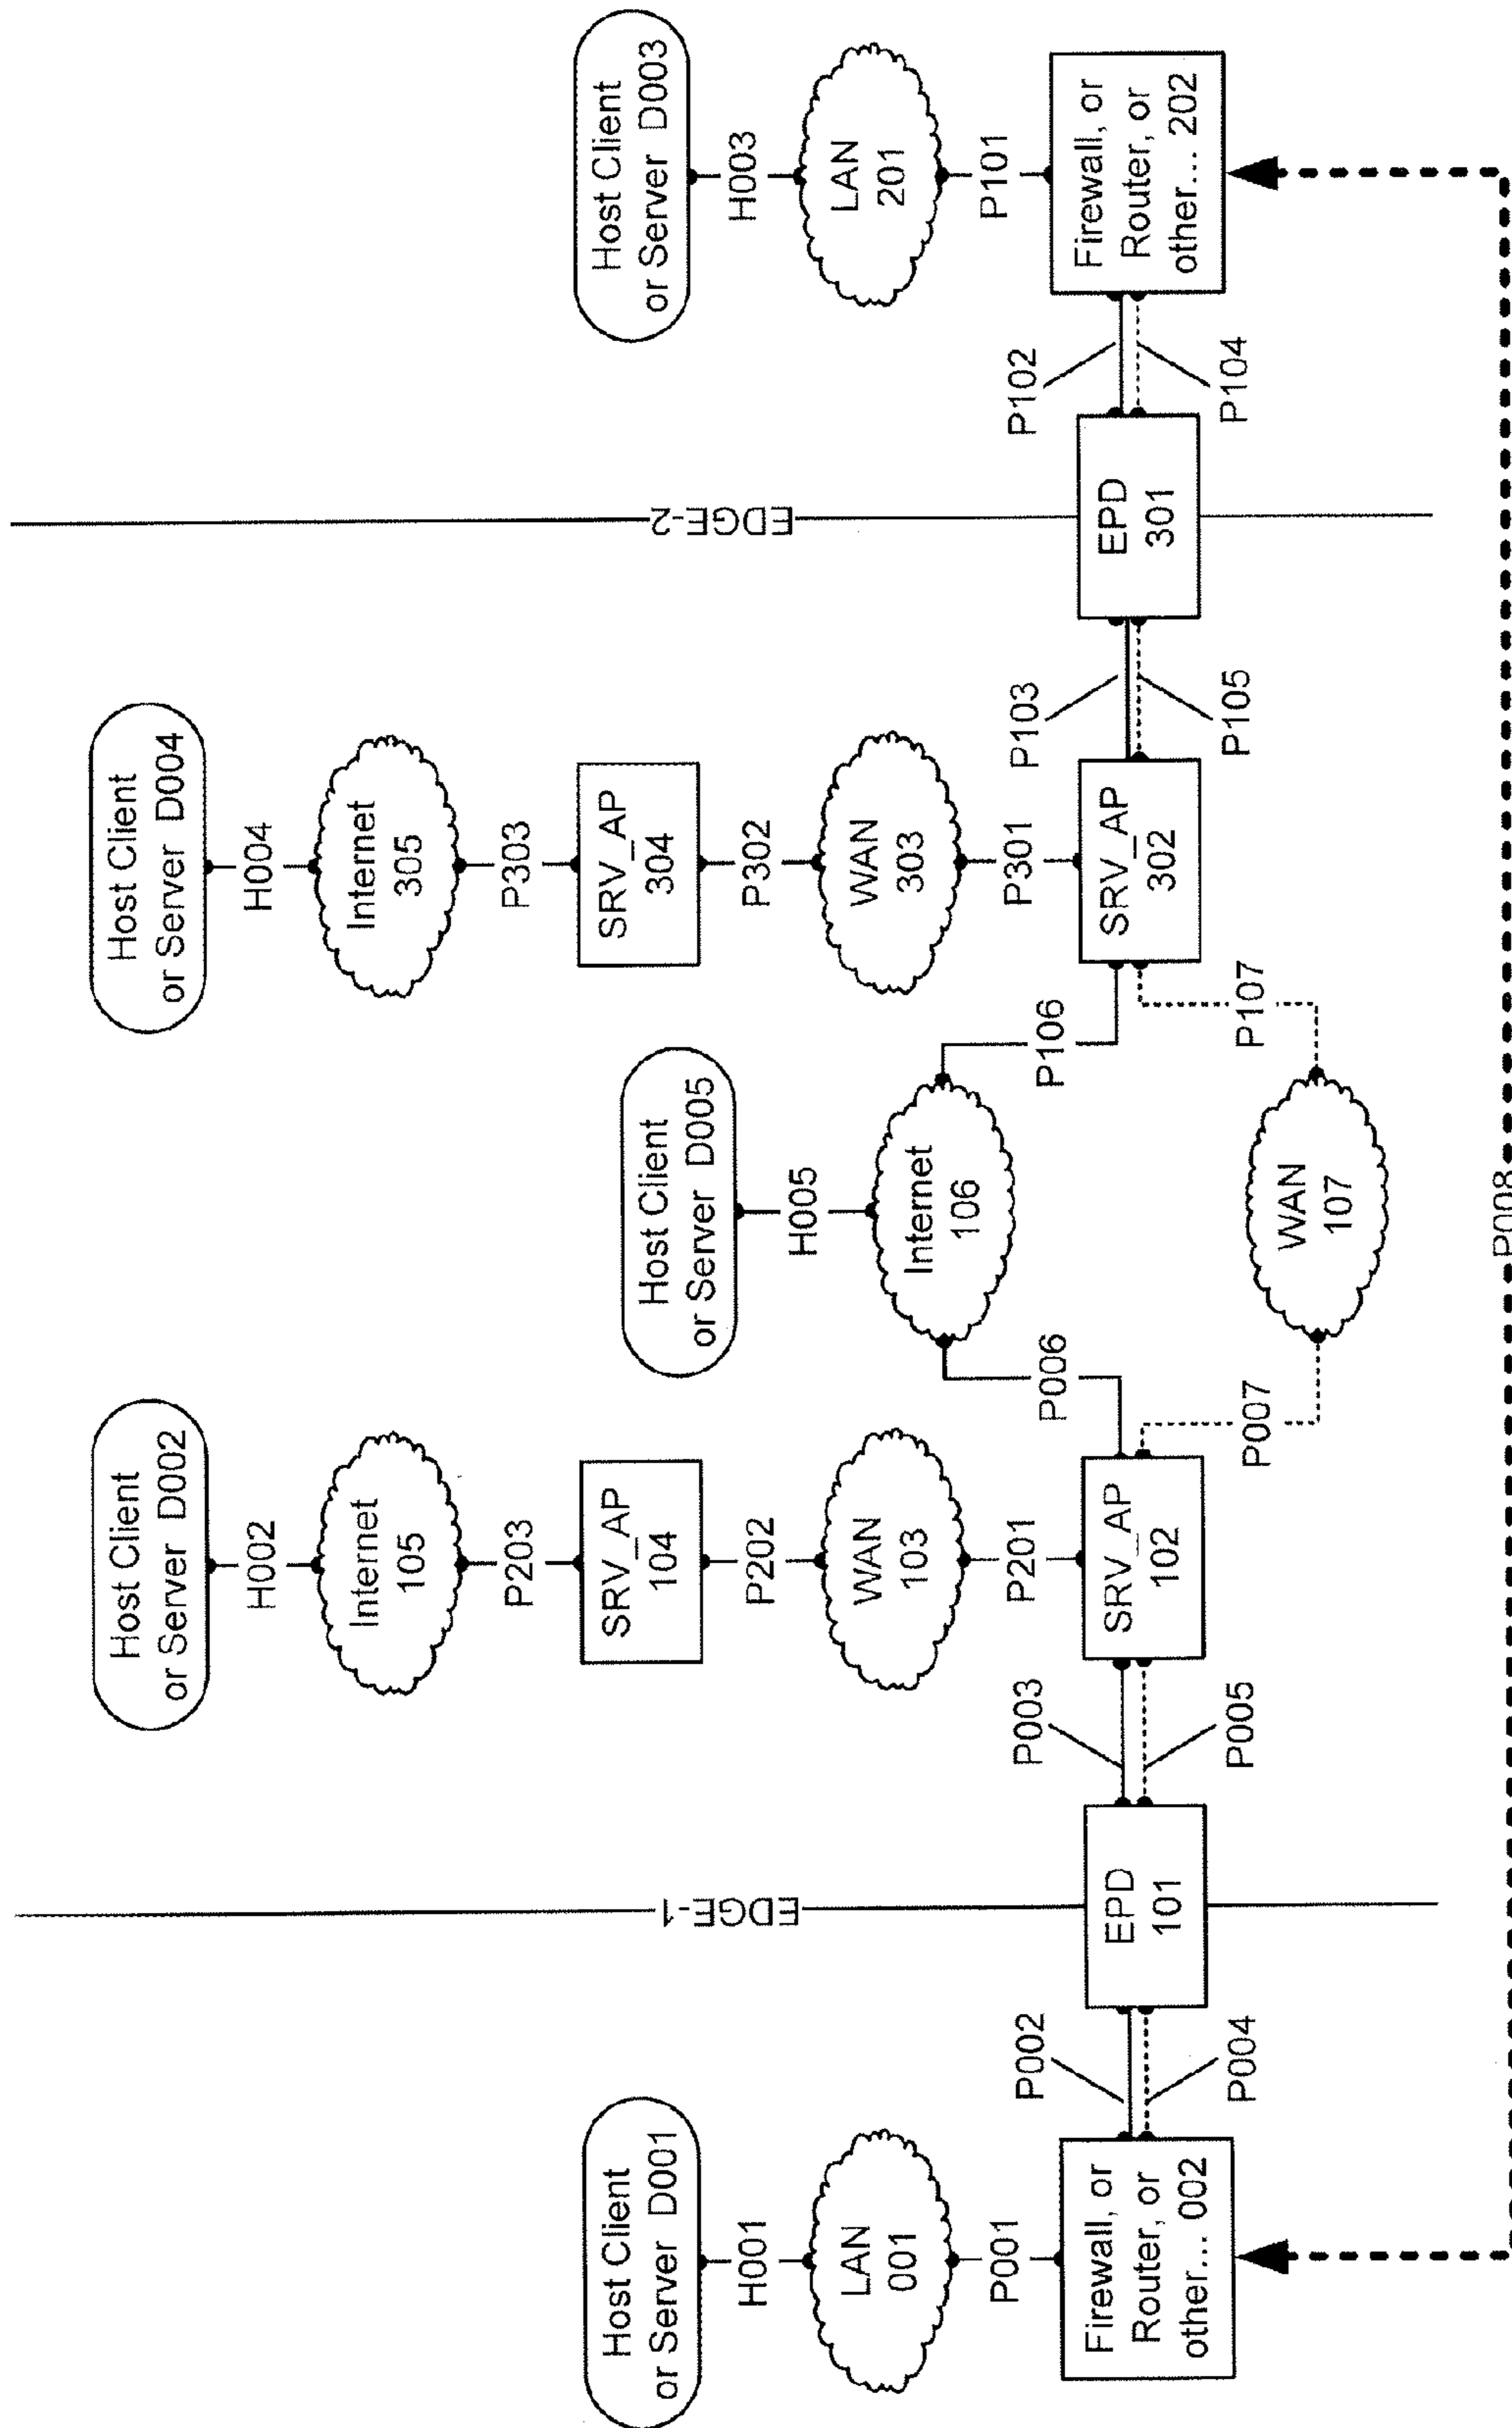 Host Client
or Server D001
H001
LAN
001
P001
Firewall, or
Router, or
other... 002
P002
P004
EDGE-1
EPD
101
P003
P005
Host Client
or Server D002
H002
Internet
105
P203
SRV_AP
104
P202
WAN
103
P201
SRV_AP
102
P006
P007
Host Client
or Server D005
H005
Internet
106
WAN
107
P106
P107
Host Client
or Server D004
H004
Internet
305
P303
SRV_AP
304
P302
WAN
303
P301
SRV_AP
302
P103
P105
EDGE-2
EPD
301
P102
P104
Host Client
or Server D003
H003
LAN
201
P101
Firewall, or
Router, or
other... 202
P008